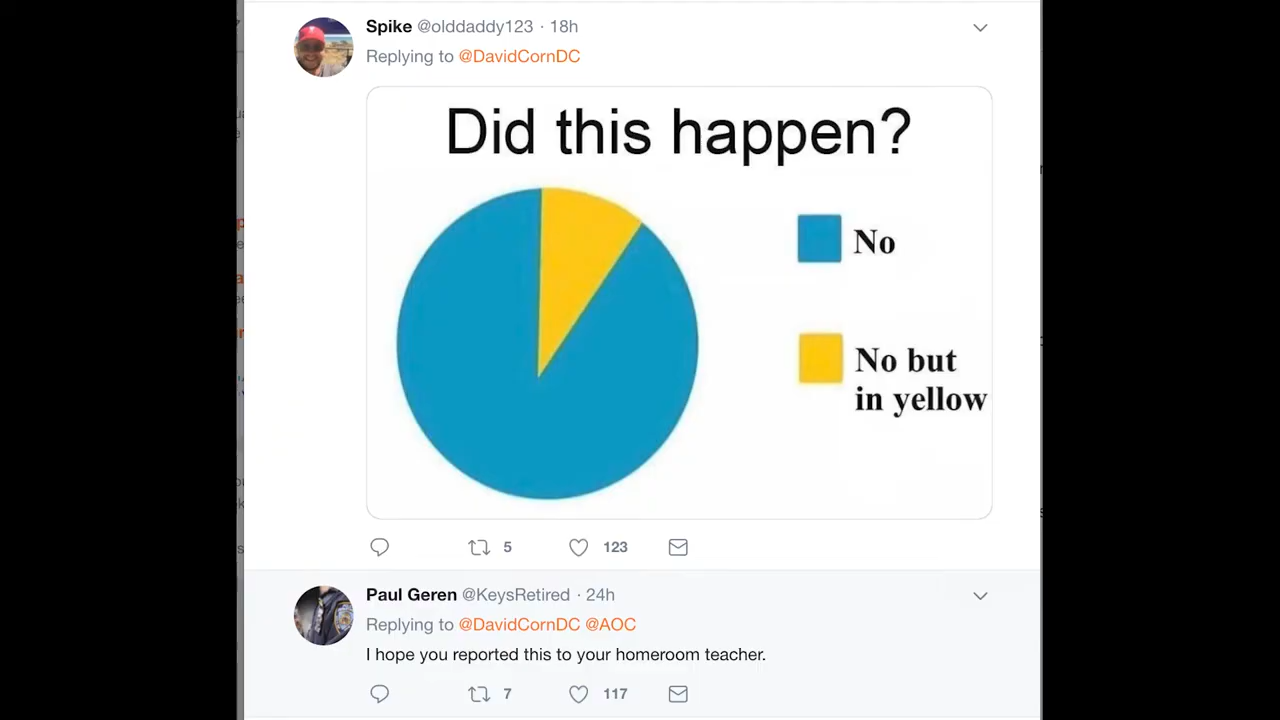 Spike @olddaddy123 · 18h
Replying to @DavidCornDC
Did this happen?
No
No but
in yellow
5 123
Paul Geren @KeysRetired · 24h
Replying to @DavidCornDC @AOC
I hope you reported this to your homeroom teacher.
7 117